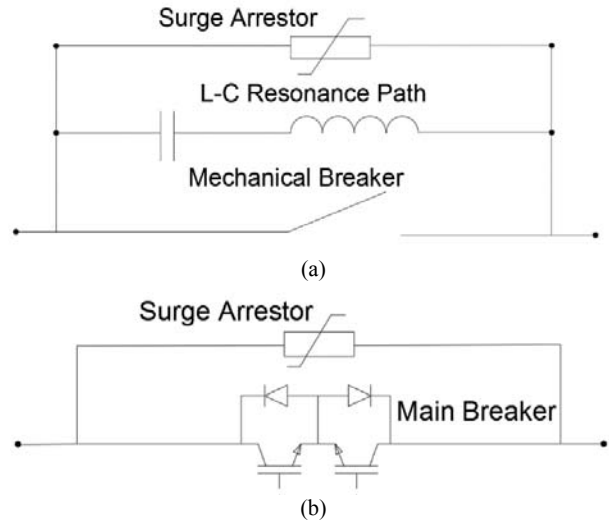 Surge Arrestor
L-C Resonance Path
Mechanical Breaker
(a)
Surge Arrestor
Main Breaker
(b)